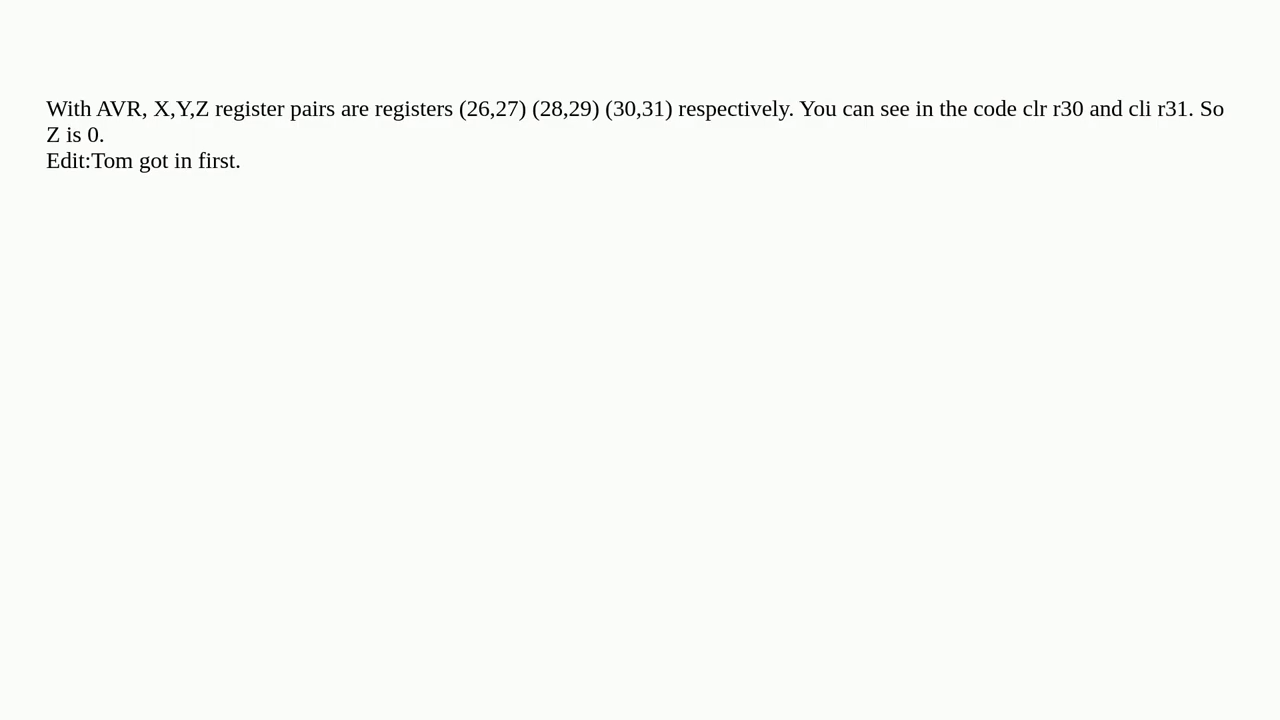 With AVR, X,Y,Z register pairs are registers (26,27) (28,29) (30,31) respectively. You can see in the code clr r30 and cli r31. So
Z is 0.
Edit:Tom got in first.